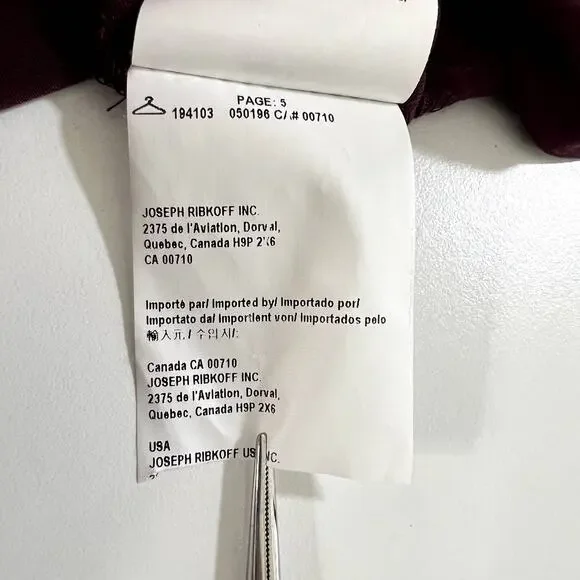 PAGE: 5
194103 050196 C/.# 00710
JOSEPH RIBKOFF INC.
2375 de l'Aviation, Dorval,
Quebec, Canada H9P 2X6
CA 00710
Importé par/ Imported by/ Importado por/
Importato da/ Importient von/ Importados pelo
輸入元 / 수입자/:
Canada CA 00710
JOSEPH RIBKOFF INC.
2375 de l'Aviation, Dorval,
Quebec, Canada H9P 2X6
USA
JOSEPH RIBKOFF US INC.